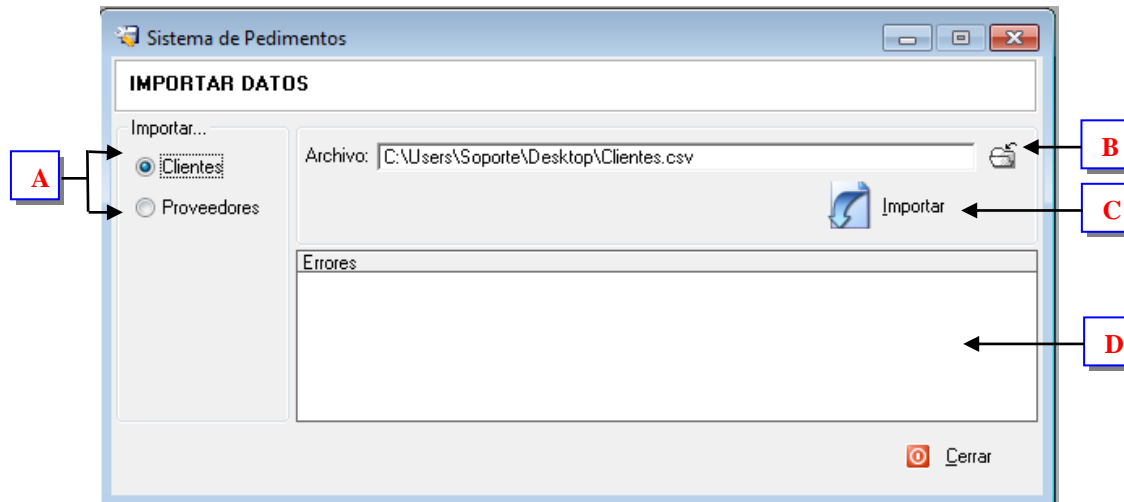 Sistema de Pedimentos
IMPORTAR DATOS
Importar...
Clientes
Proveedores
Archivo: C:\Users\Soporte\Desktop\Clientes.csv
Importar
Errores
Cerrar
A
B
C
D